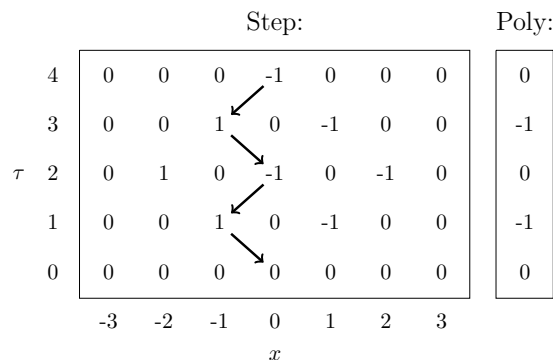 Step: Poly:
4 0 0 0 -1 0 0 0 0
3 0 0 1 0 -1 0 0 -1
τ 2 0 1 0 -1 0 -1 0 0
1 0 0 1 0 -1 0 0 -1
0 0 0 0 0 0 0 0 0
-3 -2 -1 0 1 2 3
x